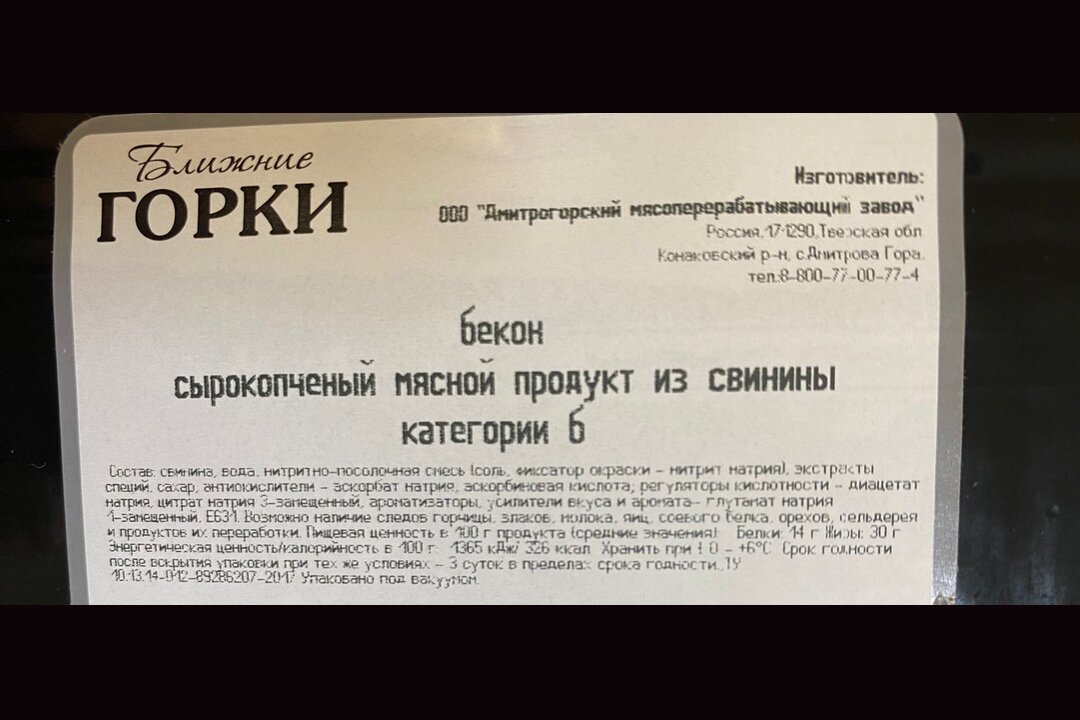 Ближние
ГОРКИ
Изготовитель:
ООО "Дмитрогорский мясоперерабатывающий завод"
Россия,171290,Тверская обл
Конаковский р-н, с.Дмитрова Гора,
тел.:8-800-77-00-77-4
бекон
сырокопченый мясной продукт из свинины
категории Б
Состав: свинина, вода, нитритно-посолочная смесь (соль, фиксатор окраски - нитрит натрия), экстракты
специй, сахар, антиокислители - аскорбат натрия, аскорбиновая кислота; регуляторы кислотности - диацетат
натрия, цитрат натрия 3-замещенный, ароматизаторы, усилители вкуса и аромата- глутамат натрия
1-замещенный, Е631. Возможно наличие следов горчицы, злаков, молока, яиц, соевого белка, орехов, сельдерея
и продуктов их переработки. Пищевая ценность в 100 г продукта (средние значения): Белки: 14 г Жиры: 30 г
Энергетическая ценность/калорийность в 100 г: 1365 кДж/ 326 ккал Хранить при t 0 - +6°С Срок годности
после вскрытия упаковки при тех же условиях - 3 суток в пределах срока годности.,ТУ
10.13.14-012-89286207-2017 Упаковано под вакуумом.